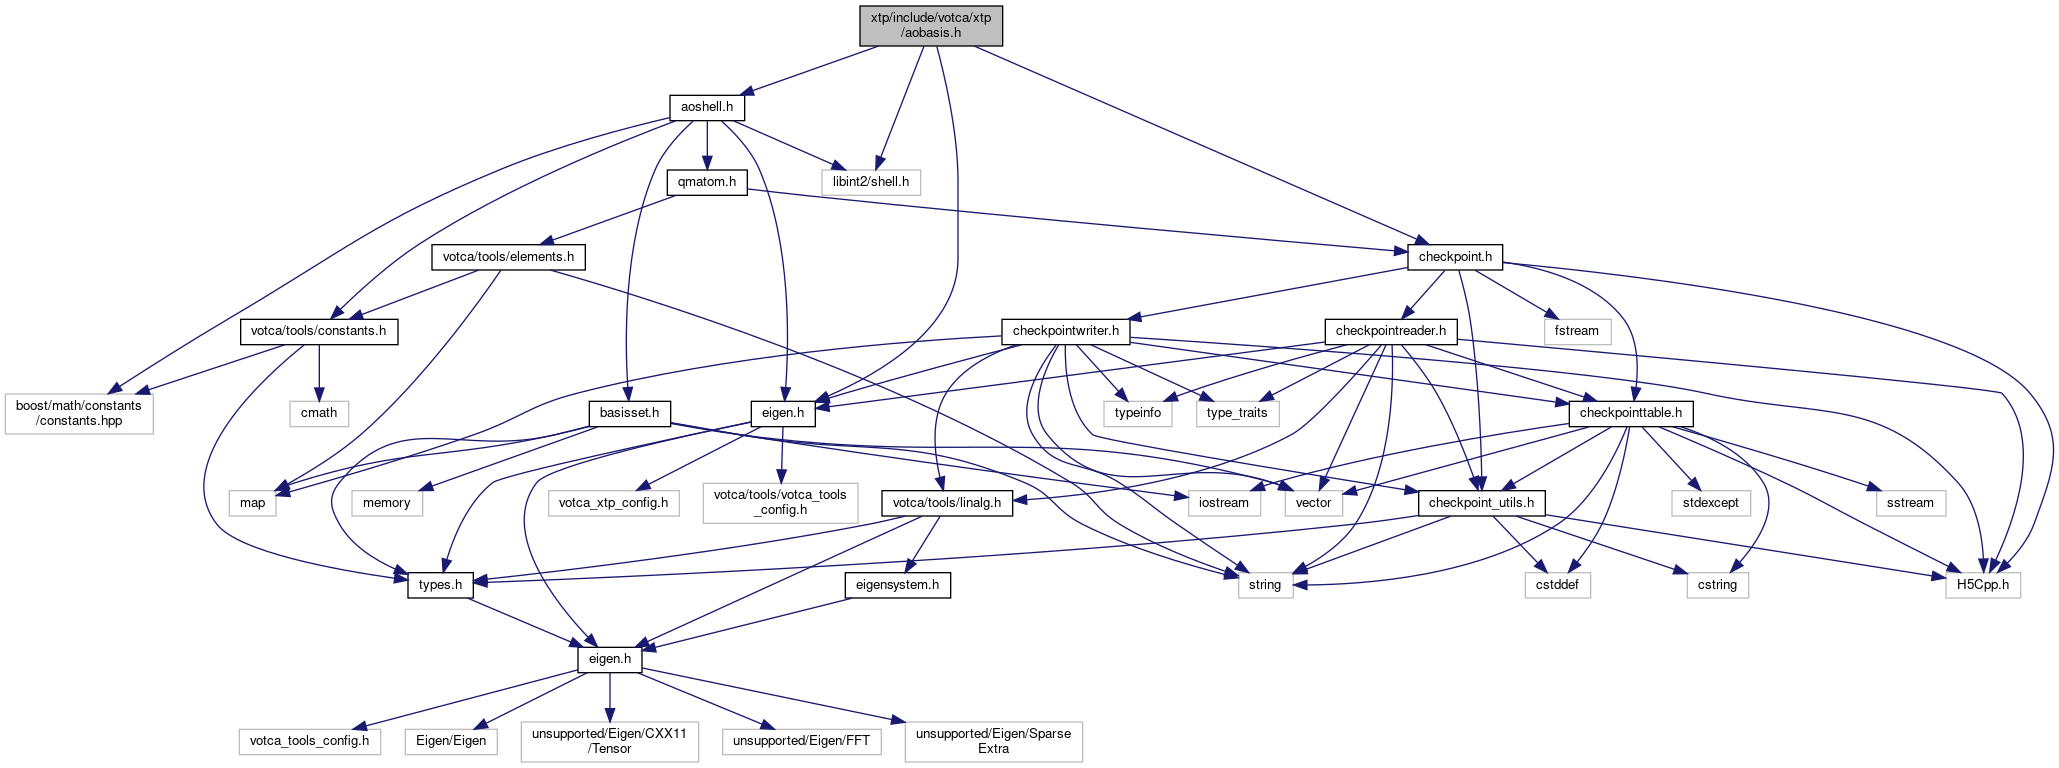 xtp/include/votca/xtp
/aobasis.h
aoshell.h
qmatom.h
libint2/shell.h
votca/tools/elements.h
checkpoint.h
votca/tools/constants.h
checkpointwriter.h
checkpointreader.h
fstream
boost/math/constants
/constants.hpp
cmath
basisset.h
eigen.h
typeinfo
type_traits
checkpointtable.h
map
memory
votca_xtp_config.h
votca/tools/votca_tools
_config.h
votca/tools/linalg.h
iostream
vector
checkpoint_utils.h
stdexcept
sstream
types.h
eigensystem.h
string
cstddef
cstring
H5Cpp.h
eigen.h
votca_tools_config.h
Eigen/Eigen
unsupported/Eigen/CXX11
/Tensor
unsupported/Eigen/FFT
unsupported/Eigen/Sparse
Extra